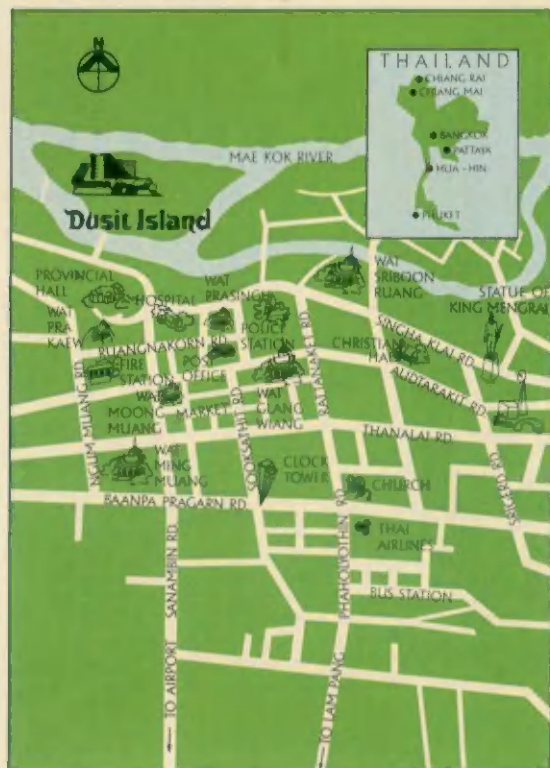 N
THAILAND
CHIANG RAI
CHIANG MAI
BANGKOK
PATTAYA
HUA-HIN
PHUKET
MAE KOK RIVER
Dusit Island
PROVINCIAL
HALL
HOSPITAL
WAT
PRASINGH
WAT
SRIBOON
RUANG
STATUE OF
KING MENGRAI
WAT
PRA
KAEW
RUANGNAKORN RD.
POLICE
STATION
POST
OFFICE
FIRE
STATION
CHRISTIAN
SINGHA KLAI RD.
AUDTARAKIT RD.
NGUM MUANG RD.
WAT
MOONG
MUANG
MARKET
SOOKSATHIT RD.
WAT
CLANG
WIANG
RATTANAKET RD.
THANALAI RD.
WAT
MING
MUANG
CLOCK
TOWER
CHURCH
BAANPA PRAGARN RD.
THAI
AIRLINES
BUS STATION
SANAMBIN RD.
PHAHOLYOTHIN RD.
TO AIRPORT
TO LAM PANG